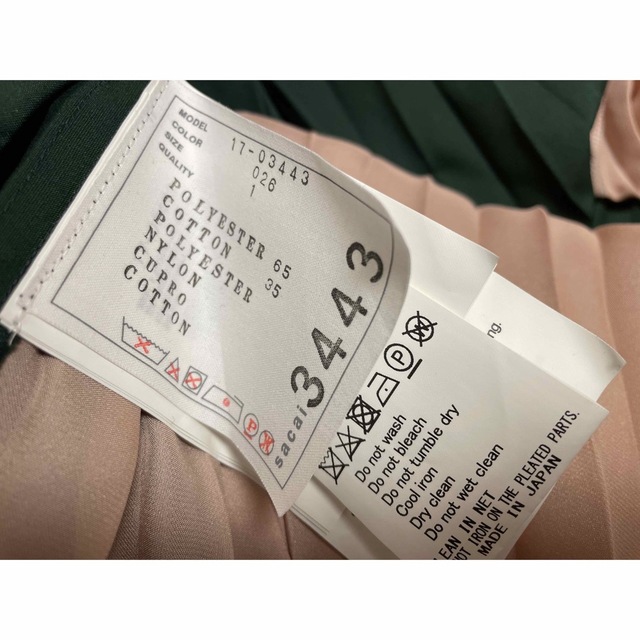 MODEL 17-03443
COLOR 026
SIZE 1
QUALITY
POLYESTER 65
COTTON 35
POLYESTER
NYLON
CUPRO
COTTON
sacai 3443
P
P
Do not wash
Do not bleach
Do not tumble dry
Cool iron
Dry clean
Do not wet clean
CLEAN IN NET
NOT IRON ON THE PLEATED PARTS.
MADE IN JAPAN
ng.